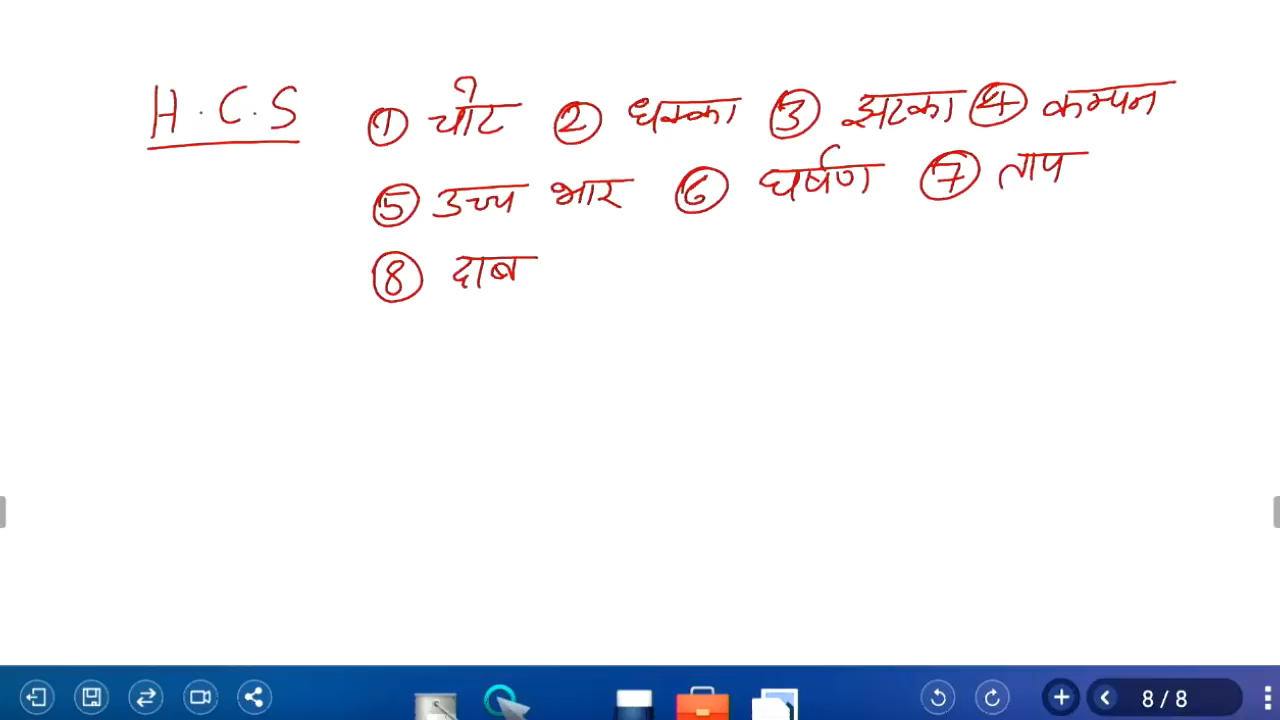 H.C.S ① चोट ② धक्का ③ झटका ④ कम्पन
⑤ उच्च भार ⑥ घर्षण ⑦ ताप
⑧ दाब
8/8